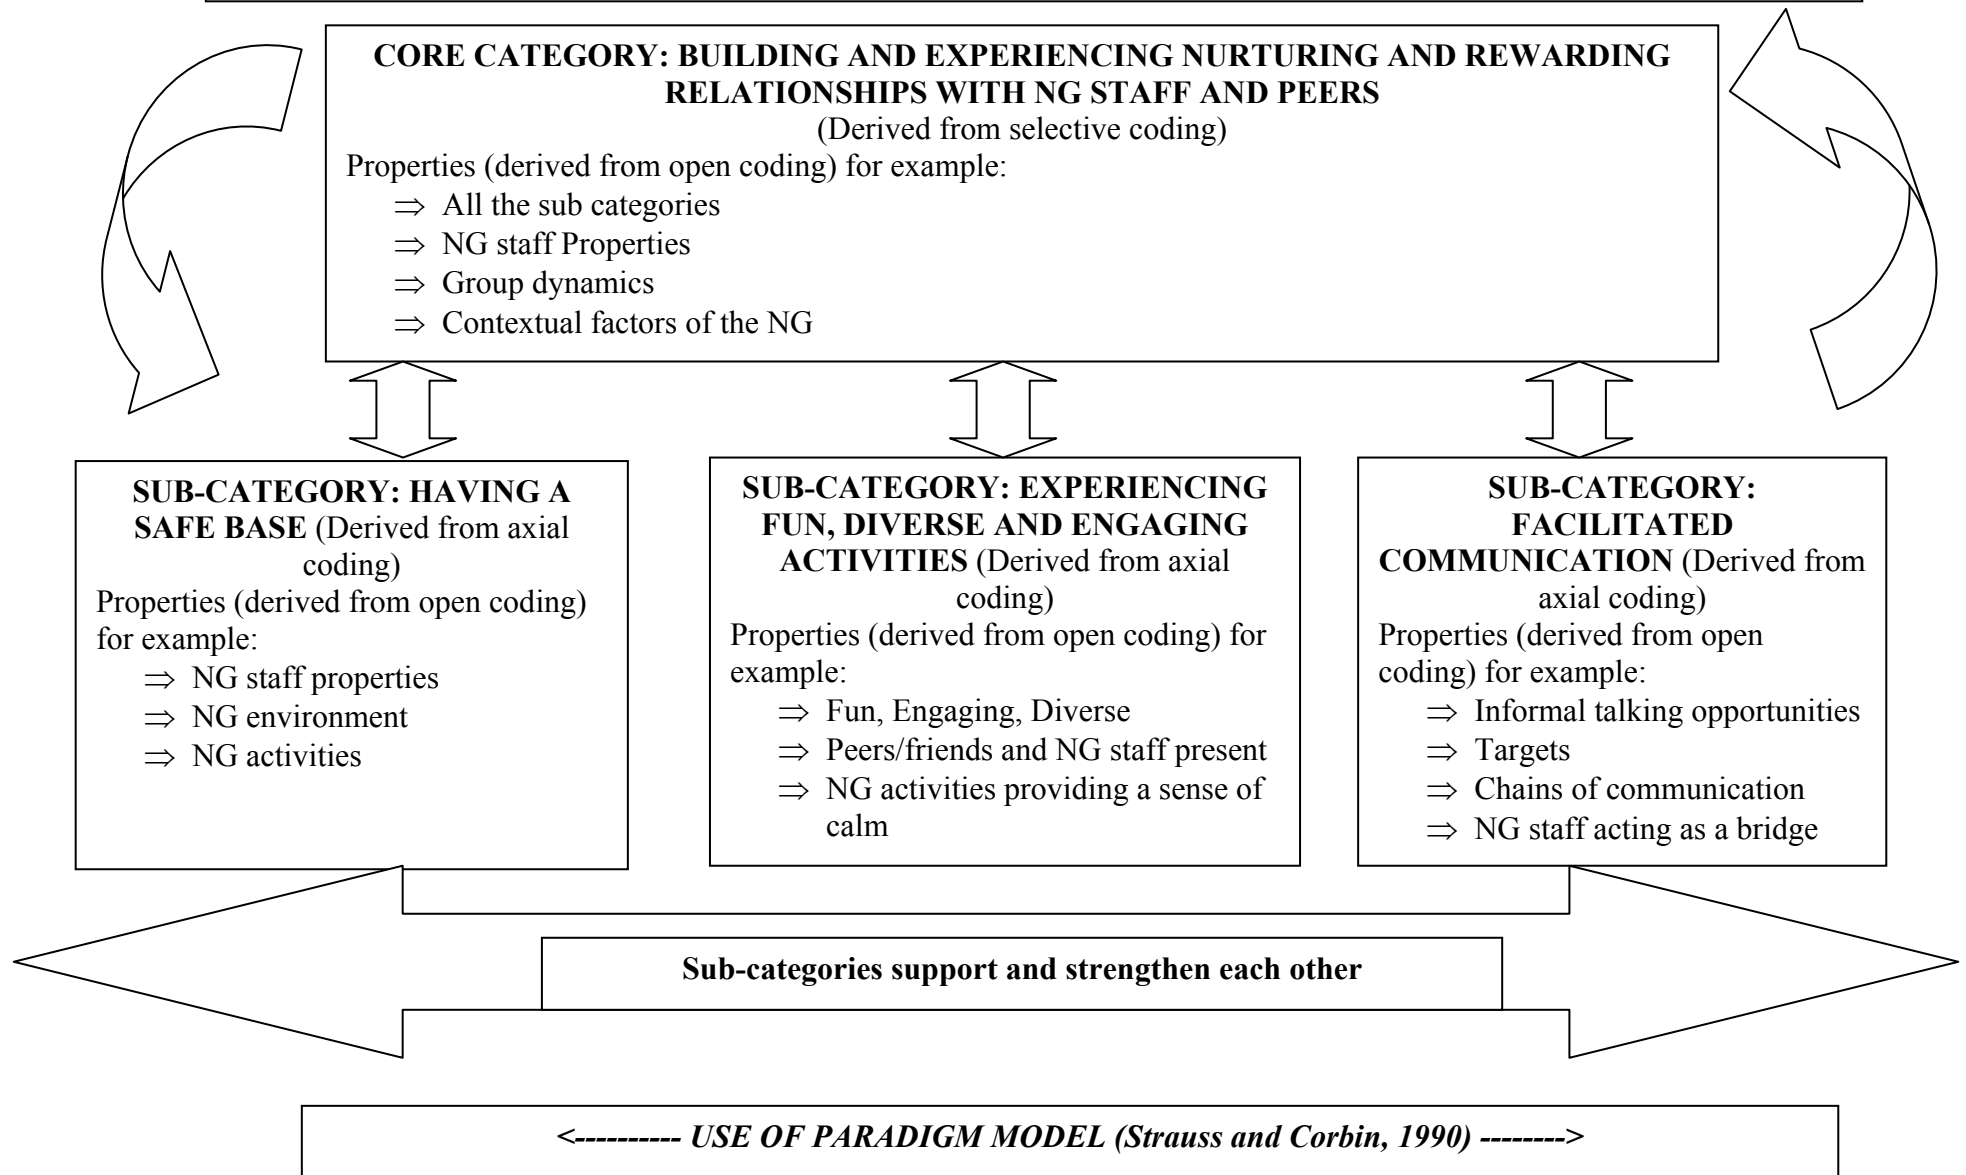 CORE CATEGORY: BUILDING AND EXPERIENCING NURTURING AND REWARDING
RELATIONSHIPS WITH NG STAFF AND PEERS
(Derived from selective coding)
Properties (derived from open coding) for example:
⇒ All the sub categories
⇒ NG staff Properties
⇒ Group dynamics
⇒ Contextual factors of the NG
SUB-CATEGORY: HAVING A
SAFE BASE (Derived from axial
coding)
Properties (derived from open coding)
for example:
⇒ NG staff properties
⇒ NG environment
⇒ NG activities
SUB-CATEGORY: EXPERIENCING
FUN, DIVERSE AND ENGAGING
ACTIVITIES (Derived from axial
coding)
Properties (derived from open coding) for
example:
⇒ Fun, Engaging, Diverse
⇒ Peers/friends and NG staff present
⇒ NG activities providing a sense of
calm
SUB-CATEGORY:
FACILITATED
COMMUNICATION (Derived from
axial coding)
Properties (derived from open
coding) for example:
⇒ Informal talking opportunities
⇒ Targets
⇒ Chains of communication
⇒ NG staff acting as a bridge
Sub-categories support and strengthen each other
<---------- USE OF PARADIGM MODEL (Strauss and Corbin, 1990) -------->